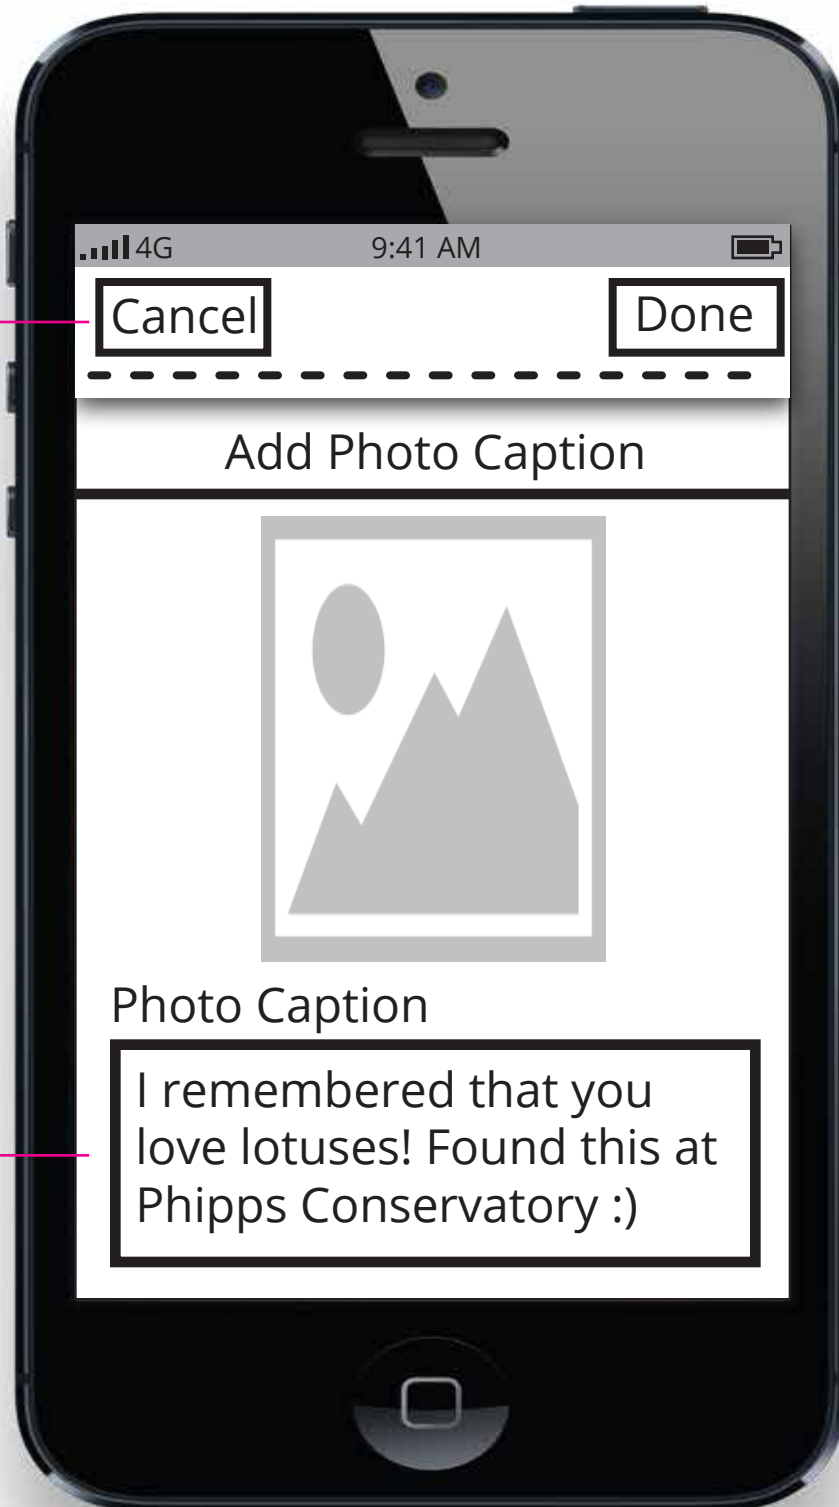 4G 9:41 AM
Cancel Done
Add Photo Caption
Photo Caption
I remembered that you
love lotuses! Found this at
Phipps Conservatory :)